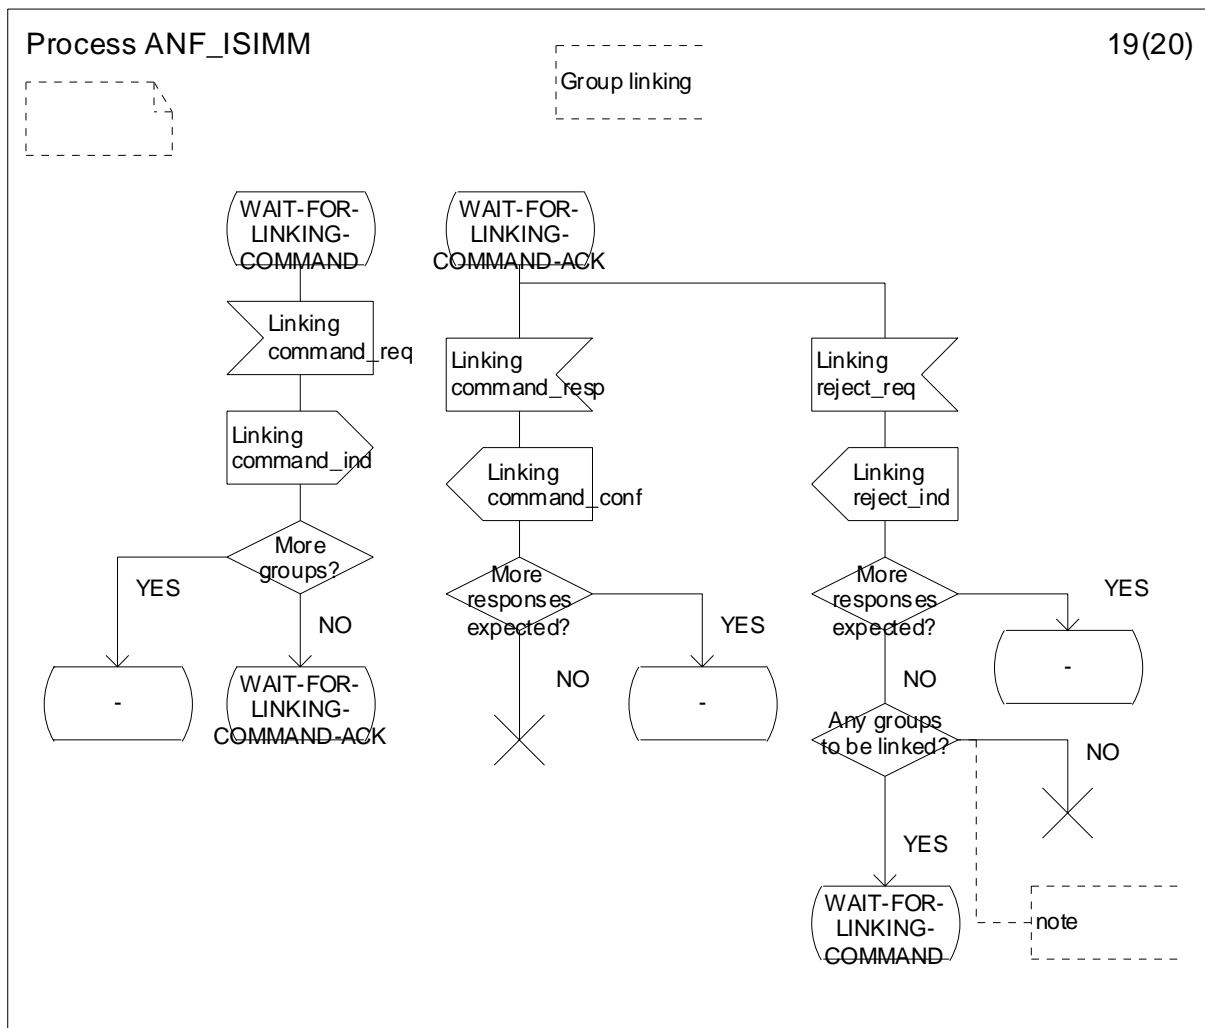 Process ANF_ISIMM
19(20)
Group linking
WAIT-FOR-
LINKING-
COMMAND
WAIT-FOR-
LINKING-
COMMAND-ACK
Linking
command_req
Linking
command_resp
Linking
reject_req
Linking
command_ind
Linking
command_conf
Linking
reject_ind
More
groups?
YES
NO
More
responses
expected?
YES
NO
More
responses
expected?
YES
NO
-
WAIT-FOR-
LINKING-
COMMAND-ACK
-
-
Any groups
to be linked?
NO
YES
WAIT-FOR-
LINKING-
COMMAND
note